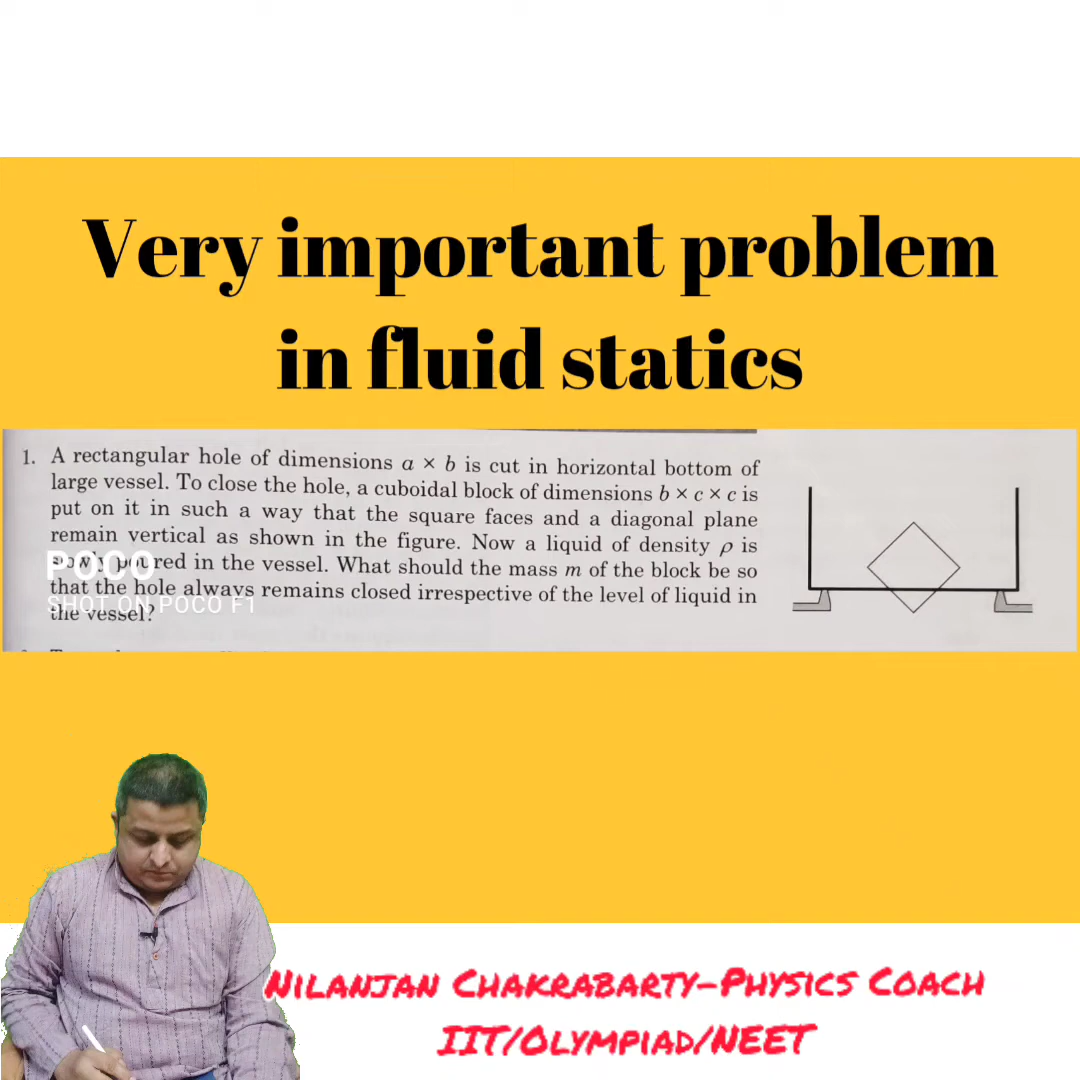 Very important problem
in fluid statics
1. A rectangular hole of dimensions a × b is cut in horizontal bottom of
large vessel. To close the hole, a cuboidal block of dimensions b × c × c is
put on it in such a way that the square faces and a diagonal plane
remain vertical as shown in the figure. Now a liquid of density ρ is
slowly poured in the vessel. What should the mass m of the block be so
that the hole always remains closed irrespective of the level of liquid in
the vessel?
POCO
SHOT ON POCO F1
NILANJAN CHAKRABARTY-PHYSICS COACH
IIT/OLYMPIAD/NEET